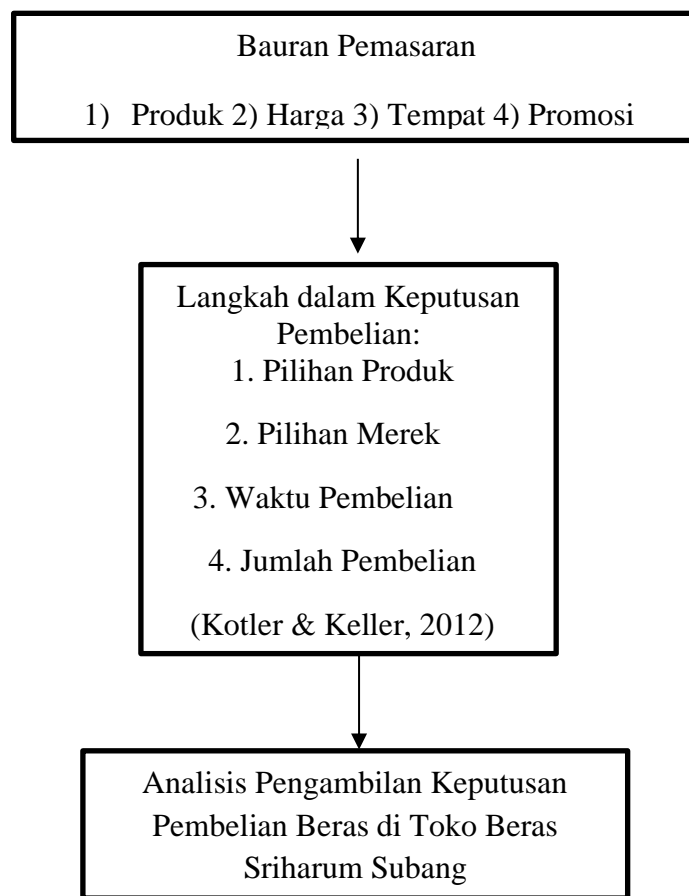 Bauran Pemasaran
1) Produk 2) Harga 3) Tempat 4) Promosi
Langkah dalam Keputusan
Pembelian:
1. Pilihan Produk
2. Pilihan Merek
3. Waktu Pembelian
4. Jumlah Pembelian
(Kotler & Keller, 2012)
Analisis Pengambilan Keputusan
Pembelian Beras di Toko Beras
Sriharum Subang